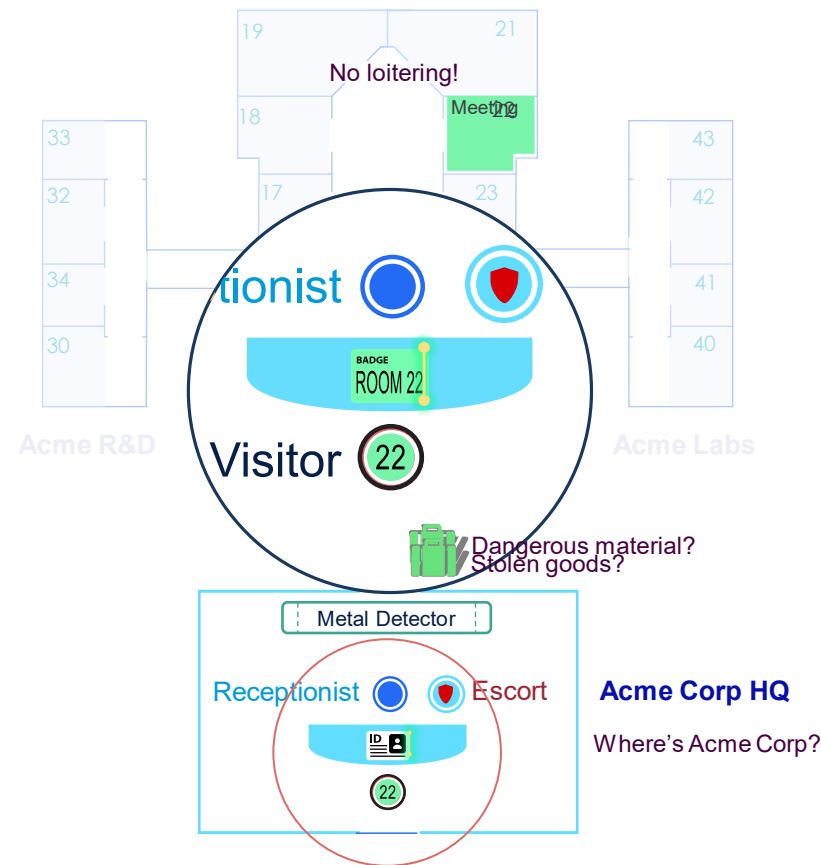 19
21
No loitering!
Meeting
22
18
33
43
32
17
23
42
tionist
34
41
BADGE
ROOM 22
30
40
Acme R&D
Acme Labs
Visitor
22
Dangerous material?
Stolen goods?
Metal Detector
Receptionist
Escort
Acme Corp HQ
ID
Where's Acme Corp?
22